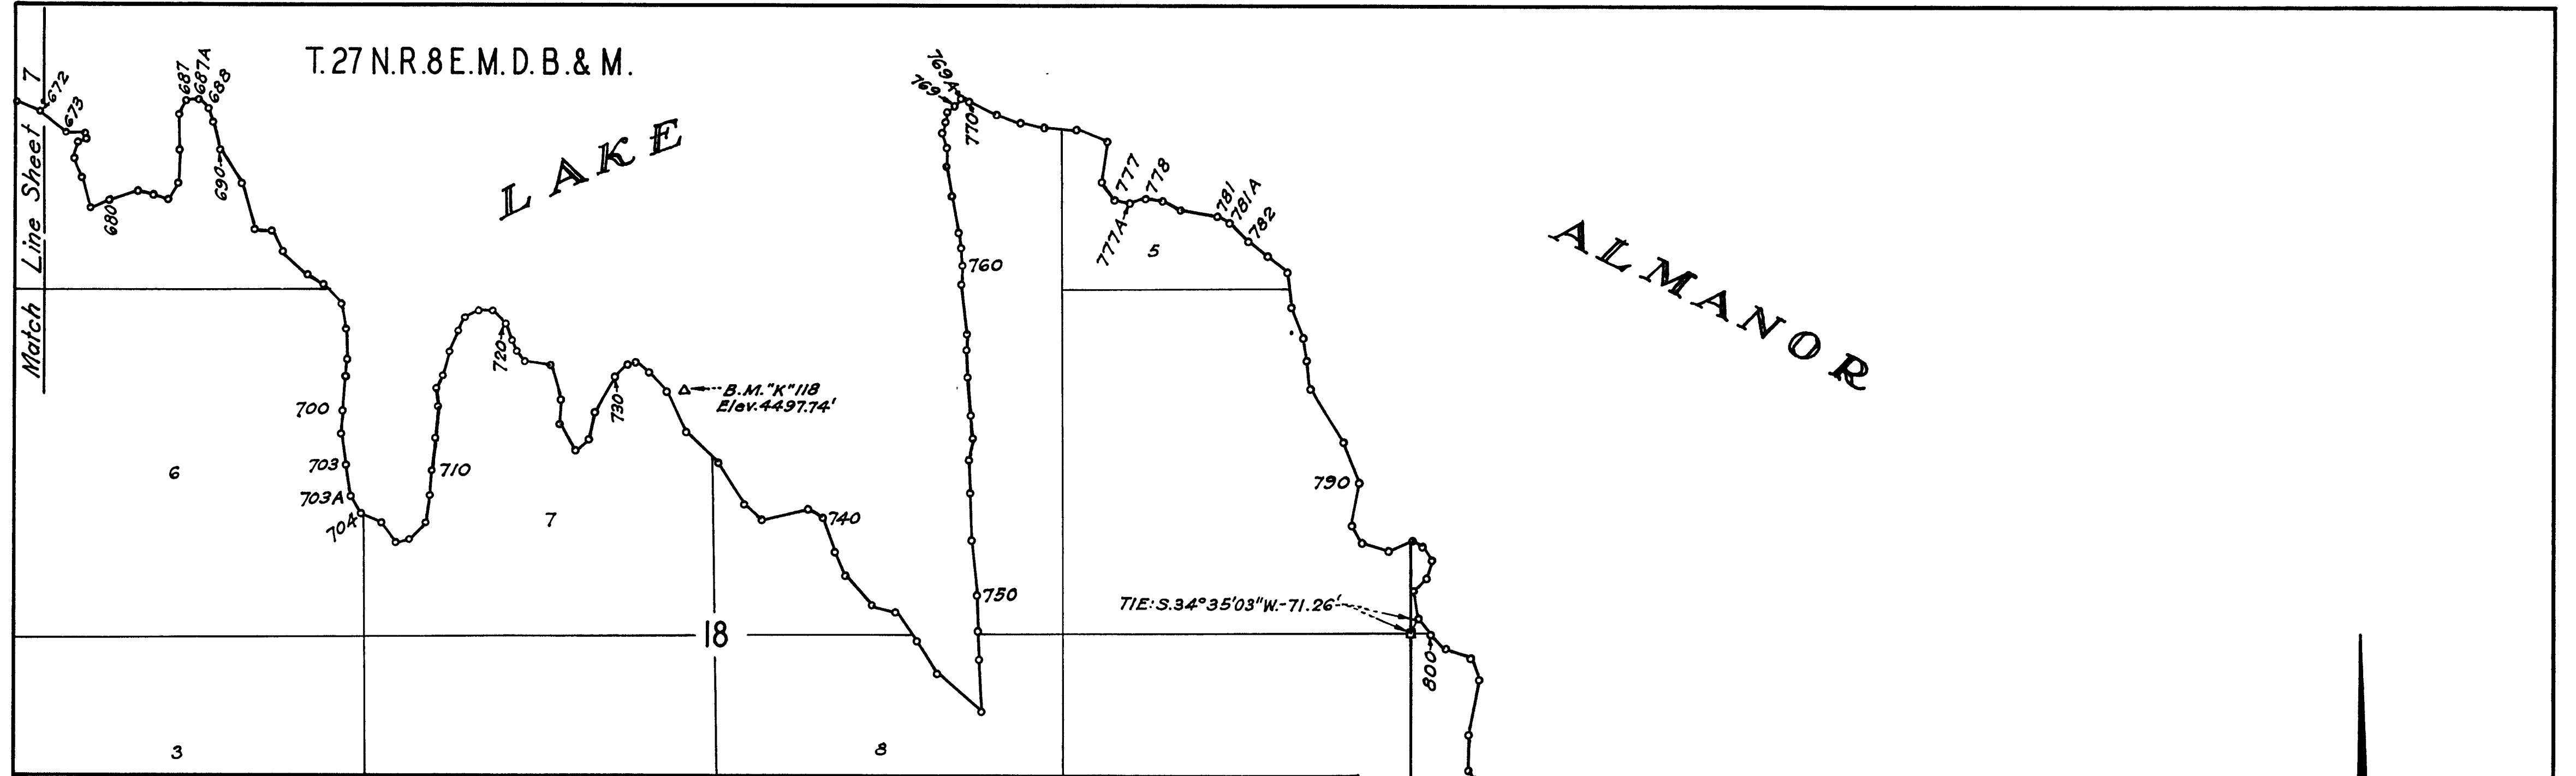 T. 27 N. R. 8 E. M. D. B. & M.
Match Line Sheet 7
672
673
680
687
687A
688
690
LAKE
ALMANOR
769A
769
770
777
777A
778
781
781A
782
5
760
700
703
703A
704
710
720
730
B.M. "K" 118
Elev. 4497.74'
6
7
740
750
790
TIE: S. 34° 35' 03" W. - 71.26'
18
800
3
8